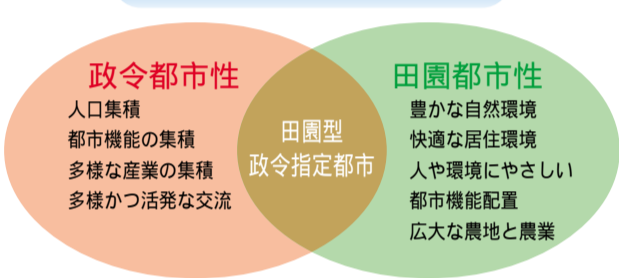 政令都市性
人口集積
都市機能の集積
多様な産業の集積
多様かつ活発な交流
田園型
政令指定都市
田園都市性
豊かな自然環境
快適な居住環境
人や環境にやさしい
都市機能配置
広大な農地と農業